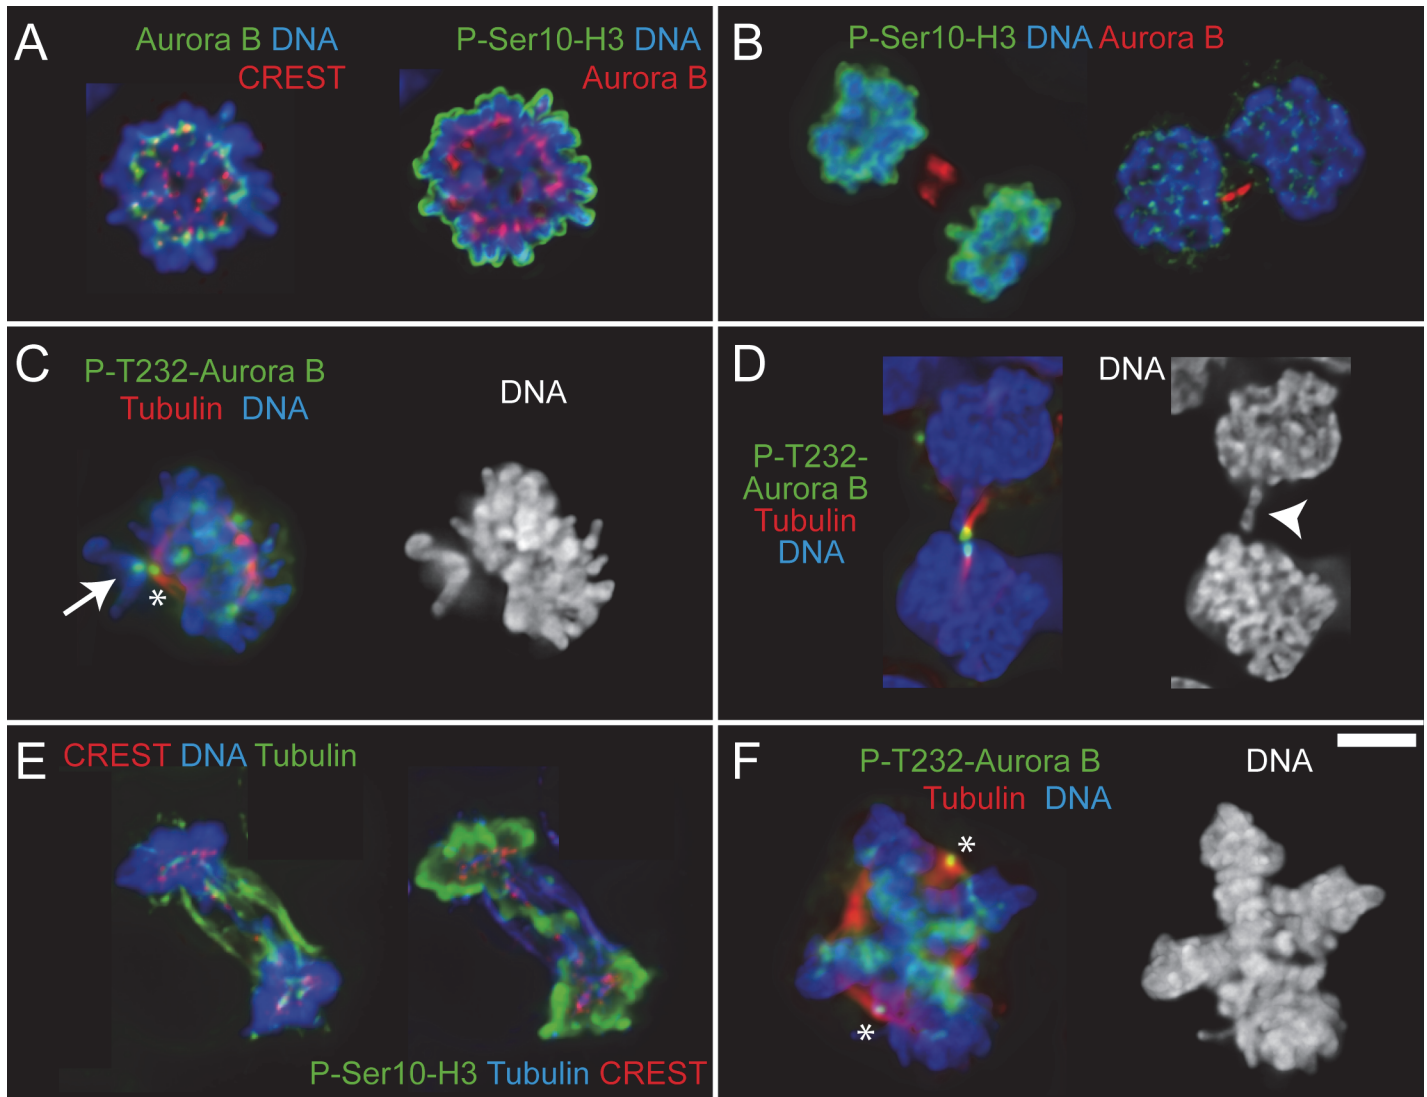 A
Aurora B DNA
CREST
P-Ser10-H3 DNA
Aurora B
B
P-Ser10-H3 DNA Aurora B
C
P-T232-Aurora B
Tubulin DNA
*
DNA
D
P-T232-
Aurora B
Tubulin
DNA
DNA
E
CREST DNA Tubulin
P-Ser10-H3 Tubulin CREST
F
P-T232-Aurora B
Tubulin DNA
*
*
DNA